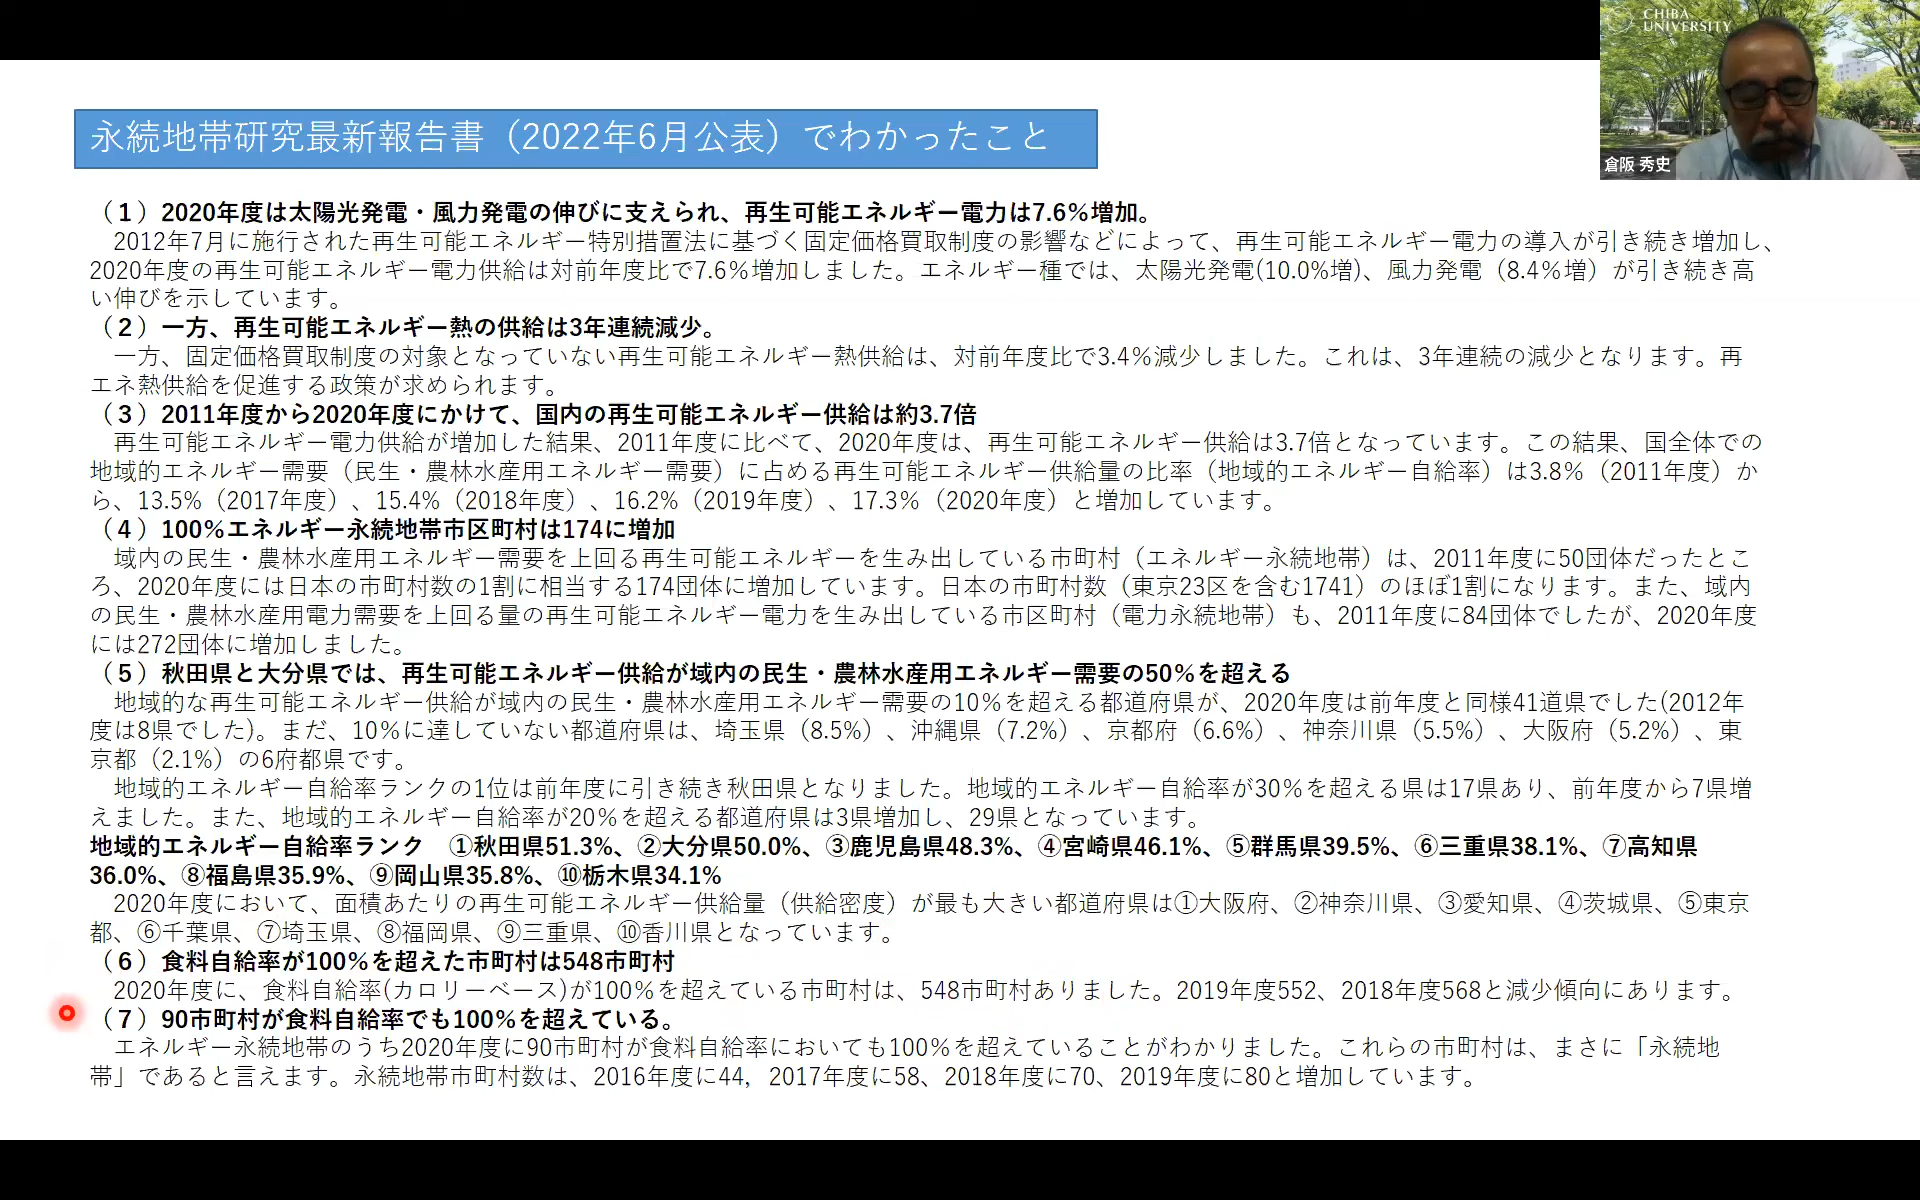 CHIBA
UNIVERSITY
倉阪 秀史
永続地帯研究最新報告書（2022年6月公表）でわかったこと
（１）2020年度は太陽光発電・風力発電の伸びに支えられ、再生可能エネルギー電力は7.6％増加。
2012年7月に施行された再生可能エネルギー特別措置法に基づく固定価格買取制度の影響などによって、再生可能エネルギー電力の導入が引き続き増加し、
2020年度の再生可能エネルギー電力供給は対前年度比で7.6％増加しました。エネルギー種では、太陽光発電(10.0%増)、風力発電（8.4％増）が引き続き高
い伸びを示しています。
（２）一方、再生可能エネルギー熱の供給は3年連続減少。
一方、固定価格買取制度の対象となっていない再生可能エネルギー熱供給は、対前年度比で3.4％減少しました。これは、3年連続の減少となります。再
エネ熱供給を促進する政策が求められます。
（３）2011年度から2020年度にかけて、国内の再生可能エネルギー供給は約3.7倍
再生可能エネルギー電力供給が増加した結果、2011年度に比べて、2020年度は、再生可能エネルギー供給は3.7倍となっています。この結果、国全体での
地域的エネルギー需要（民生・農林水産用エネルギー需要）に占める再生可能エネルギー供給量の比率（地域的エネルギー自給率）は3.8%（2011年度）か
ら、13.5%（2017年度）、15.4%（2018年度）、16.2%（2019年度）、17.3%（2020年度）と増加しています。
（４）100％エネルギー永続地帯市区町村は174に増加
域内の民生・農林水産用エネルギー需要を上回る再生可能エネルギーを生み出している市町村（エネルギー永続地帯）は、2011年度に50団体だったとこ
ろ、2020年度には日本の市町村数の1割に相当する174団体に増加しています。日本の市町村数（東京23区を含む1741）のほぼ1割になります。また、域内
の民生・農林水産用電力需要を上回る量の再生可能エネルギー電力を生み出している市区町村（電力永続地帯）も、2011年度に84団体でしたが、2020年度
には272団体に増加しました。
（５）秋田県と大分県では、再生可能エネルギー供給が域内の民生・農林水産用エネルギー需要の50％を超える
地域的な再生可能エネルギー供給が域内の民生・農林水産用エネルギー需要の10％を超える都道府県が、2020年度は前年度と同様41道県でした(2012年
度は8県でした)。まだ、10％に達していない都道府県は、埼玉県（8.5%）、沖縄県（7.2%）、京都府（6.6%）、神奈川県（5.5%）、大阪府（5.2%）、東
京都（2.1%）の6府都県です。
地域的エネルギー自給率ランクの1位は前年度に引き続き秋田県となりました。地域的エネルギー自給率が30％を超える県は17県あり、前年度から7県増
えました。また、地域的エネルギー自給率が20％を超える都道府県は3県増加し、29県となっています。
地域的エネルギー自給率ランク　①秋田県51.3%、②大分県50.0%、③鹿児島県48.3%、④宮崎県46.1%、⑤群馬県39.5%、⑥三重県38.1%、⑦高知県
36.0%、⑧福島県35.9%、⑨岡山県35.8%、⑩栃木県34.1%
2020年度において、面積あたりの再生可能エネルギー供給量（供給密度）が最も大きい都道府県は①大阪府、②神奈川県、③愛知県、④茨城県、⑤東京
都、⑥千葉県、⑦埼玉県、⑧福岡県、⑨三重県、⑩香川県となっています。
（６）食料自給率が100％を超えた市町村は548市町村
2020年度に、食料自給率(カロリーベース)が100％を超えている市町村は、548市町村ありました。2019年度552、2018年度568と減少傾向にあります。
（７）90市町村が食料自給率でも100％を超えている。
エネルギー永続地帯のうち2020年度に90市町村が食料自給率においても100％を超えていることがわかりました。これらの市町村は、まさに「永続地
帯」であると言えます。永続地帯市町村数は、2016年度に44，2017年度に58、2018年度に70、2019年度に80と増加しています。